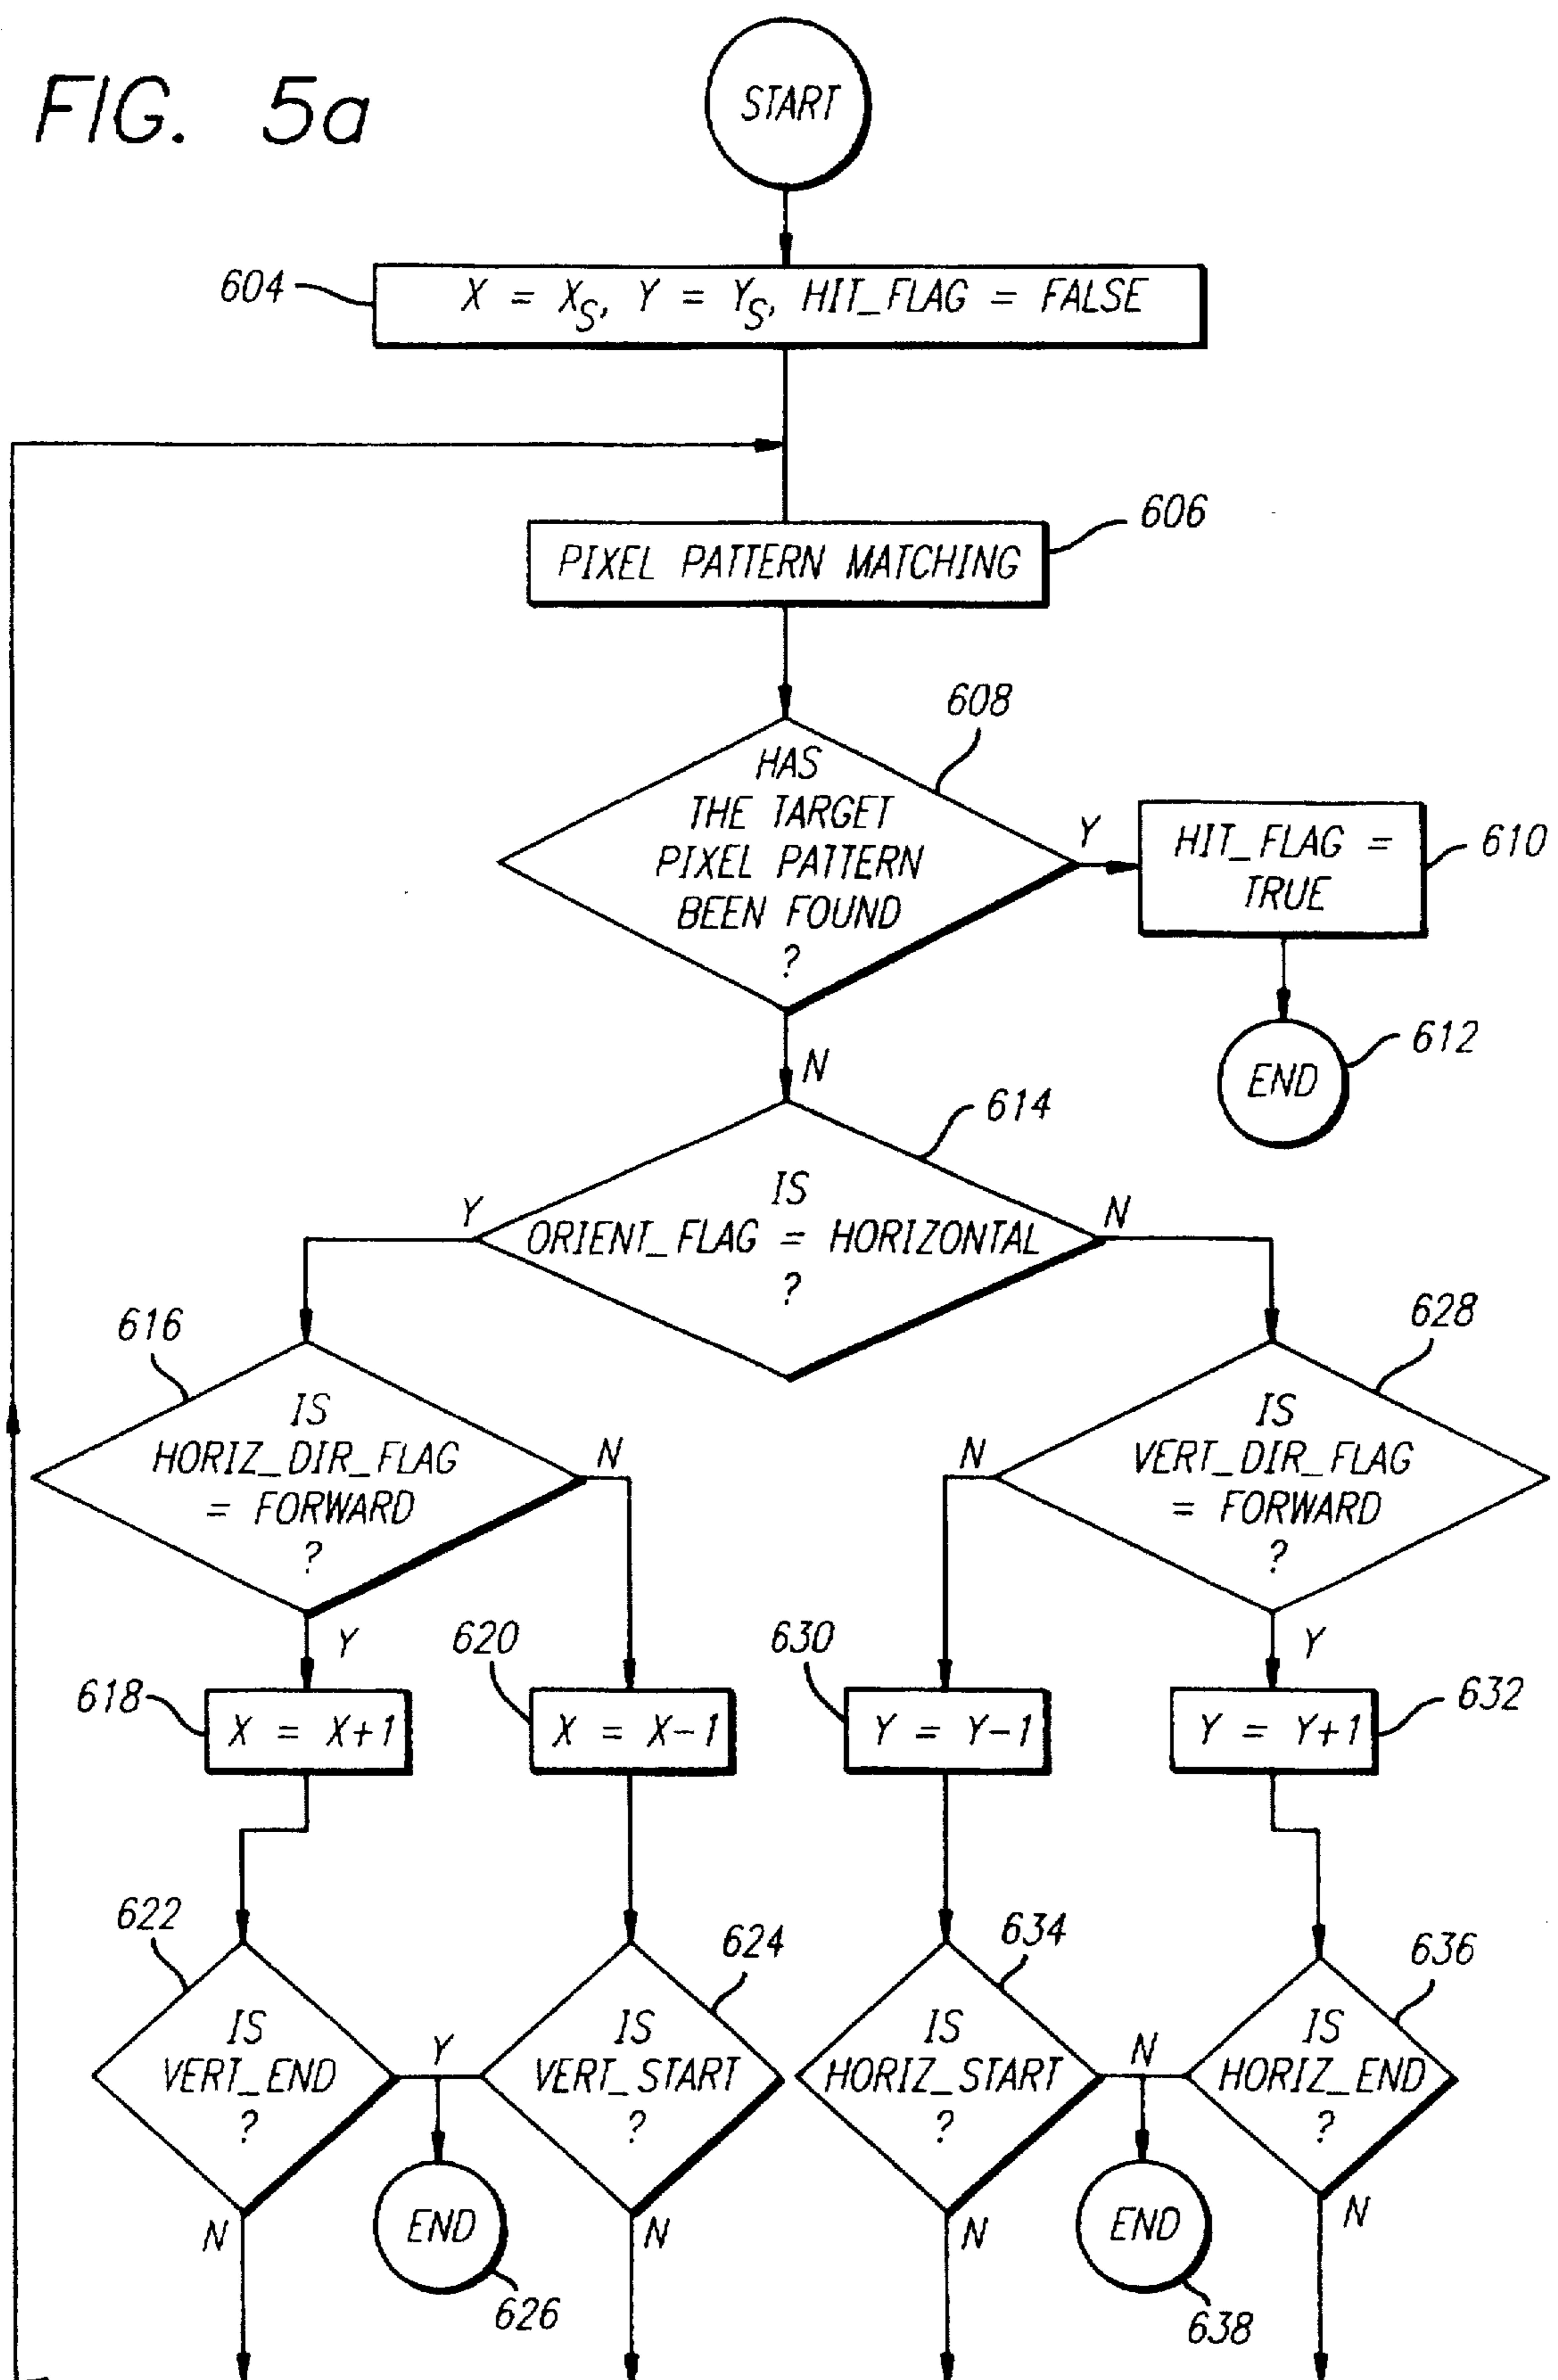 FIG. 5a
START
604
X = XS, Y = YS, HIT_FLAG = FALSE
606
PIXEL PATTERN MATCHING
608
HAS
THE TARGET
PIXEL PATTERN
BEEN FOUND
?
Y
HIT_FLAG =
TRUE
610
N
END
612
614
IS
ORIENT_FLAG = HORIZONTAL
?
Y
N
616
IS
HORIZ_DIR_FLAG
= FORWARD
?
N
Y
628
IS
VERT_DIR_FLAG
= FORWARD
?
N
Y
618
X = X+1
620
X = X-1
630
Y = Y-1
632
Y = Y+1
622
IS
VERT_END
?
Y
N
624
IS
VERT_START
?
N
END
626
634
IS
HORIZ_START
?
N
N
636
IS
HORIZ_END
?
N
END
638